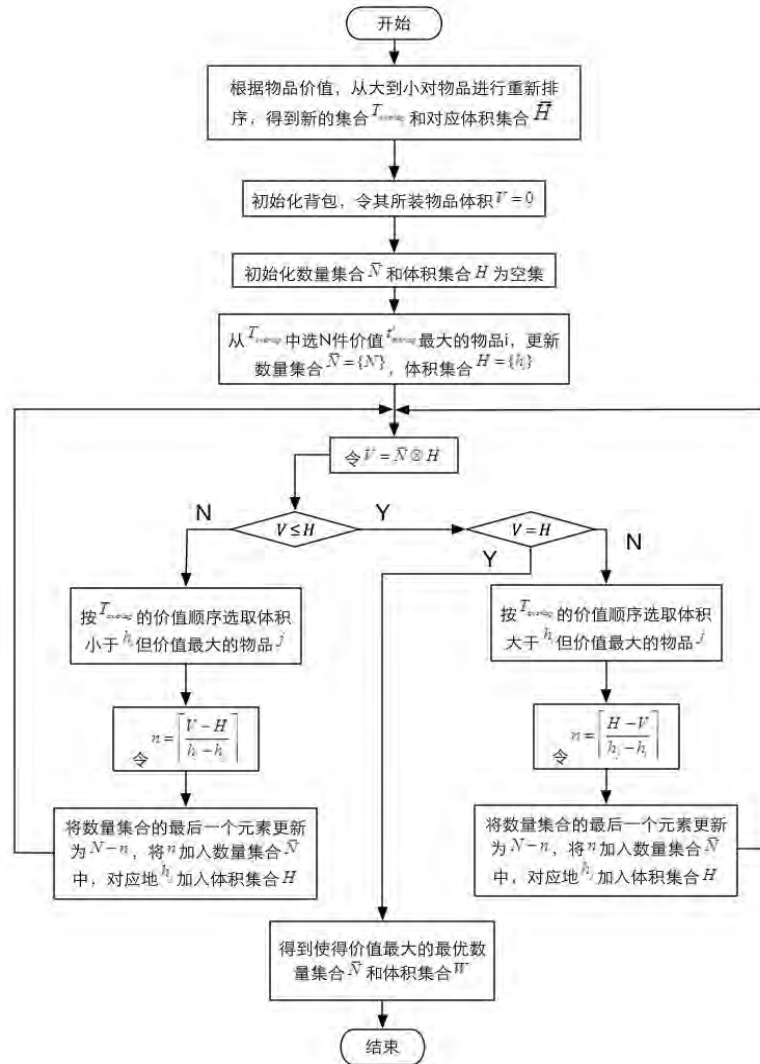 开始
根据物品价值，从大到小对物品进行重新排
序，得到新的集合 T 和对应体积集合 H̄
初始化背包，令其所装物品体积 V = 0
初始化数量集合 N̄ 和体积集合 H 为空集
从 T 中选N件价值 t 最大的物品i，更新
数量集合 N̄ = {N}，体积集合 H = {h_i}
令 V = N̄ ⊗ H
V ≤ H
N
Y
V = H
Y
N
按 T 的价值顺序选取体积
小于 h 但价值最大的物品 j
按 T 的价值顺序选取体积
大于 h 但价值最大的物品 j
令 n = ⌈(V − H)/(h − h)⌉
令 n = ⌈(H − V)/(h_j − h_i)⌉
将数量集合的最后一个元素更新
为 N − n，将 n 加入数量集合 N̄
中，对应地 h_j 加入体积集合 H
将数量集合的最后一个元素更新
为 N − n，将 n 加入数量集合 N̄
中，对应地 h_j 加入体积集合 H
得到使得价值最大的最优数
量集合 N̄ 和体积集合 W
结束